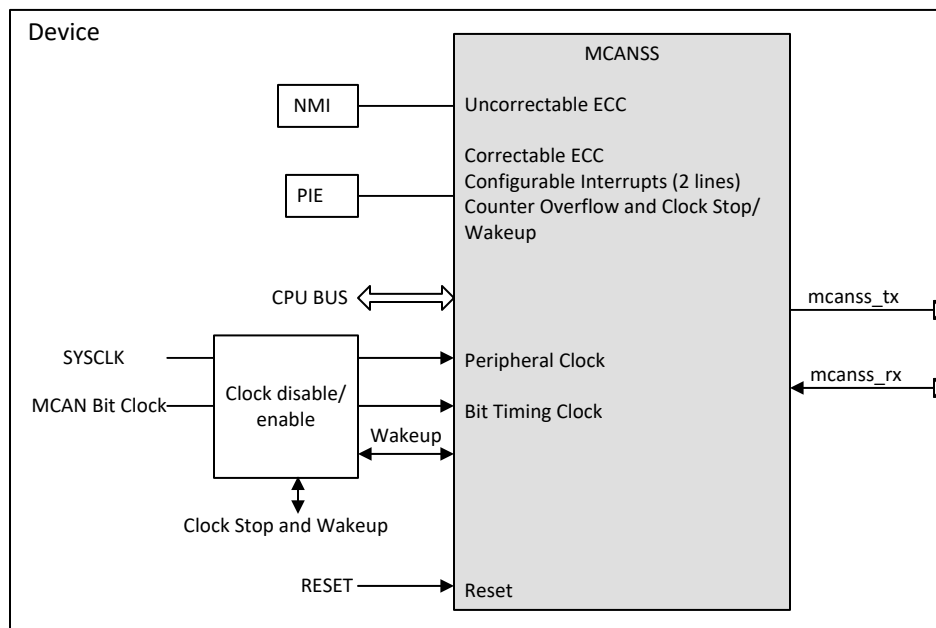 Device
MCANSS
NMI
Uncorrectable ECC
Correctable ECC
PIE
Configurable Interrupts (2 lines)
Counter Overflow and Clock Stop/
Wakeup
CPU BUS
mcanss_tx
SYSCLK
Peripheral Clock
mcanss_rx
Clock disable/
enable
MCAN Bit Clock
Bit Timing Clock
Wakeup
Clock Stop and Wakeup
RESET
Reset